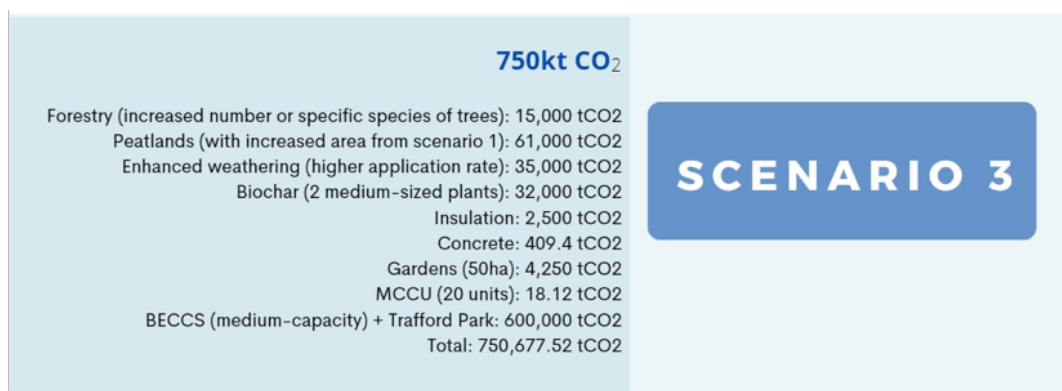 750kt CO₂
Forestry (increased number or specific species of trees): 15,000 tCO2
Peatlands (with increased area from scenario 1): 61,000 tCO2
Enhanced weathering (higher application rate): 35,000 tCO2
Biochar (2 medium-sized plants): 32,000 tCO2
Insulation: 2,500 tCO2
Concrete: 409.4 tCO2
Gardens (50ha): 4,250 tCO2
MCCU (20 units): 18.12 tCO2
BECCS (medium-capacity) + Trafford Park: 600,000 tCO2
Total: 750,677.52 tCO2
SCENARIO 3